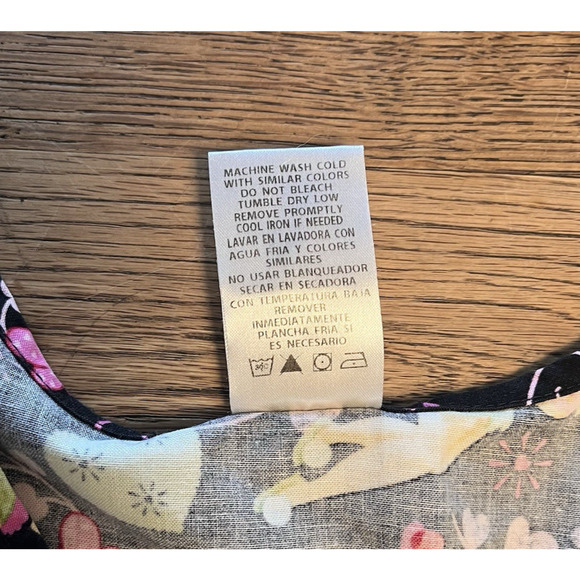 MACHINE WASH COLD
WITH SIMILAR COLORS
DO NOT BLEACH
TUMBLE DRY LOW
REMOVE PROMPTLY
COOL IRON IF NEEDED
LAVAR EN LAVADORA CON
AGUA FRIA Y COLORES
SIMILARES
NO USAR BLANQUEADOR
SECAR EN SECADORA
CON TEMPERATURA BAJA
REMOVER
INMEDIATAMENTE
PLANCHA FRIA SI
ES NECESARIO